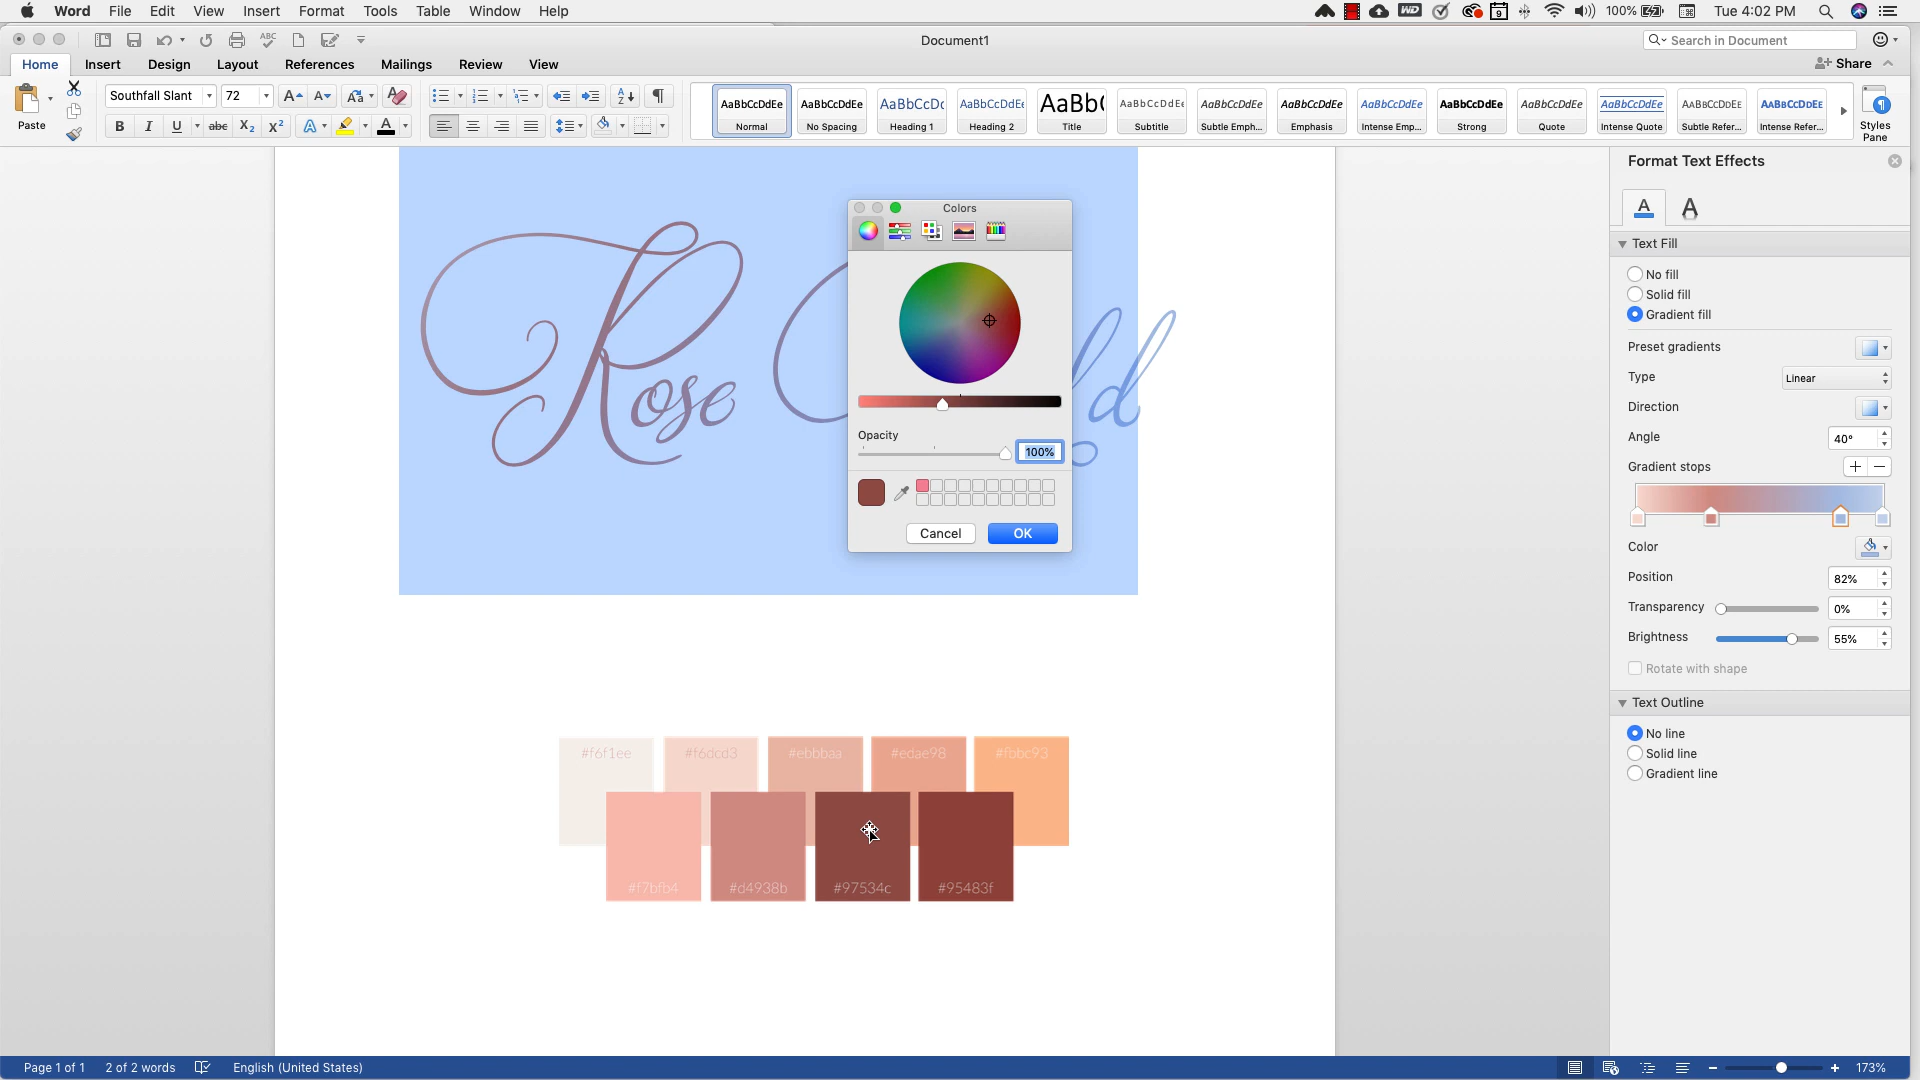 Word File Edit View Insert Format Tools Table Window Help
100% Tue 4:02 PM
Document1
Search in Document
Home Insert Design Layout References Mailings Review View
Share
Paste
Southfall Slant 72
AaBbCcDdEe AaBbCcDdEe AaBbCcDc AaBbCcDdEe AaBb( AaBbCcDdEe AaBbCcDdEe AaBbCcDdEe AaBbCcDdEe AaBbCcDdEe AaBbCcDdEe AaBbCcDdEe AaBbCcDdEe AaBbCcDdEe
Normal No Spacing Heading 1 Heading 2 Title Subtitle Subtle Emph... Emphasis Intense Emp... Strong Quote Intense Quote Subtle Refer... Intense Refer...
Styles
Pane
Format Text Effects
Text Fill
No fill
Solid fill
Gradient fill
Preset gradients
Type Linear
Direction
Angle 40°
Gradient stops
Color
Position 82%
Transparency 0%
Brightness 55%
Rotate with shape
Text Outline
No line
Solid line
Gradient line
Colors
Opacity
100%
Cancel OK
Rose ld
#f6f1ee #f6dcd3 #ebbbaa #edae98 #fbbc93
#f7bfb4 #d4938b #97534c #95483f
Page 1 of 1 2 of 2 words English (United States) 173%